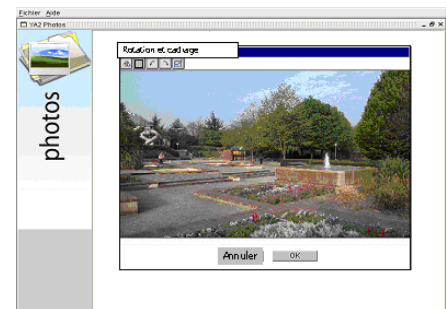 Fichier Aide
YA2 Photos
Rotation et cadrage
photos
Annuler
OK